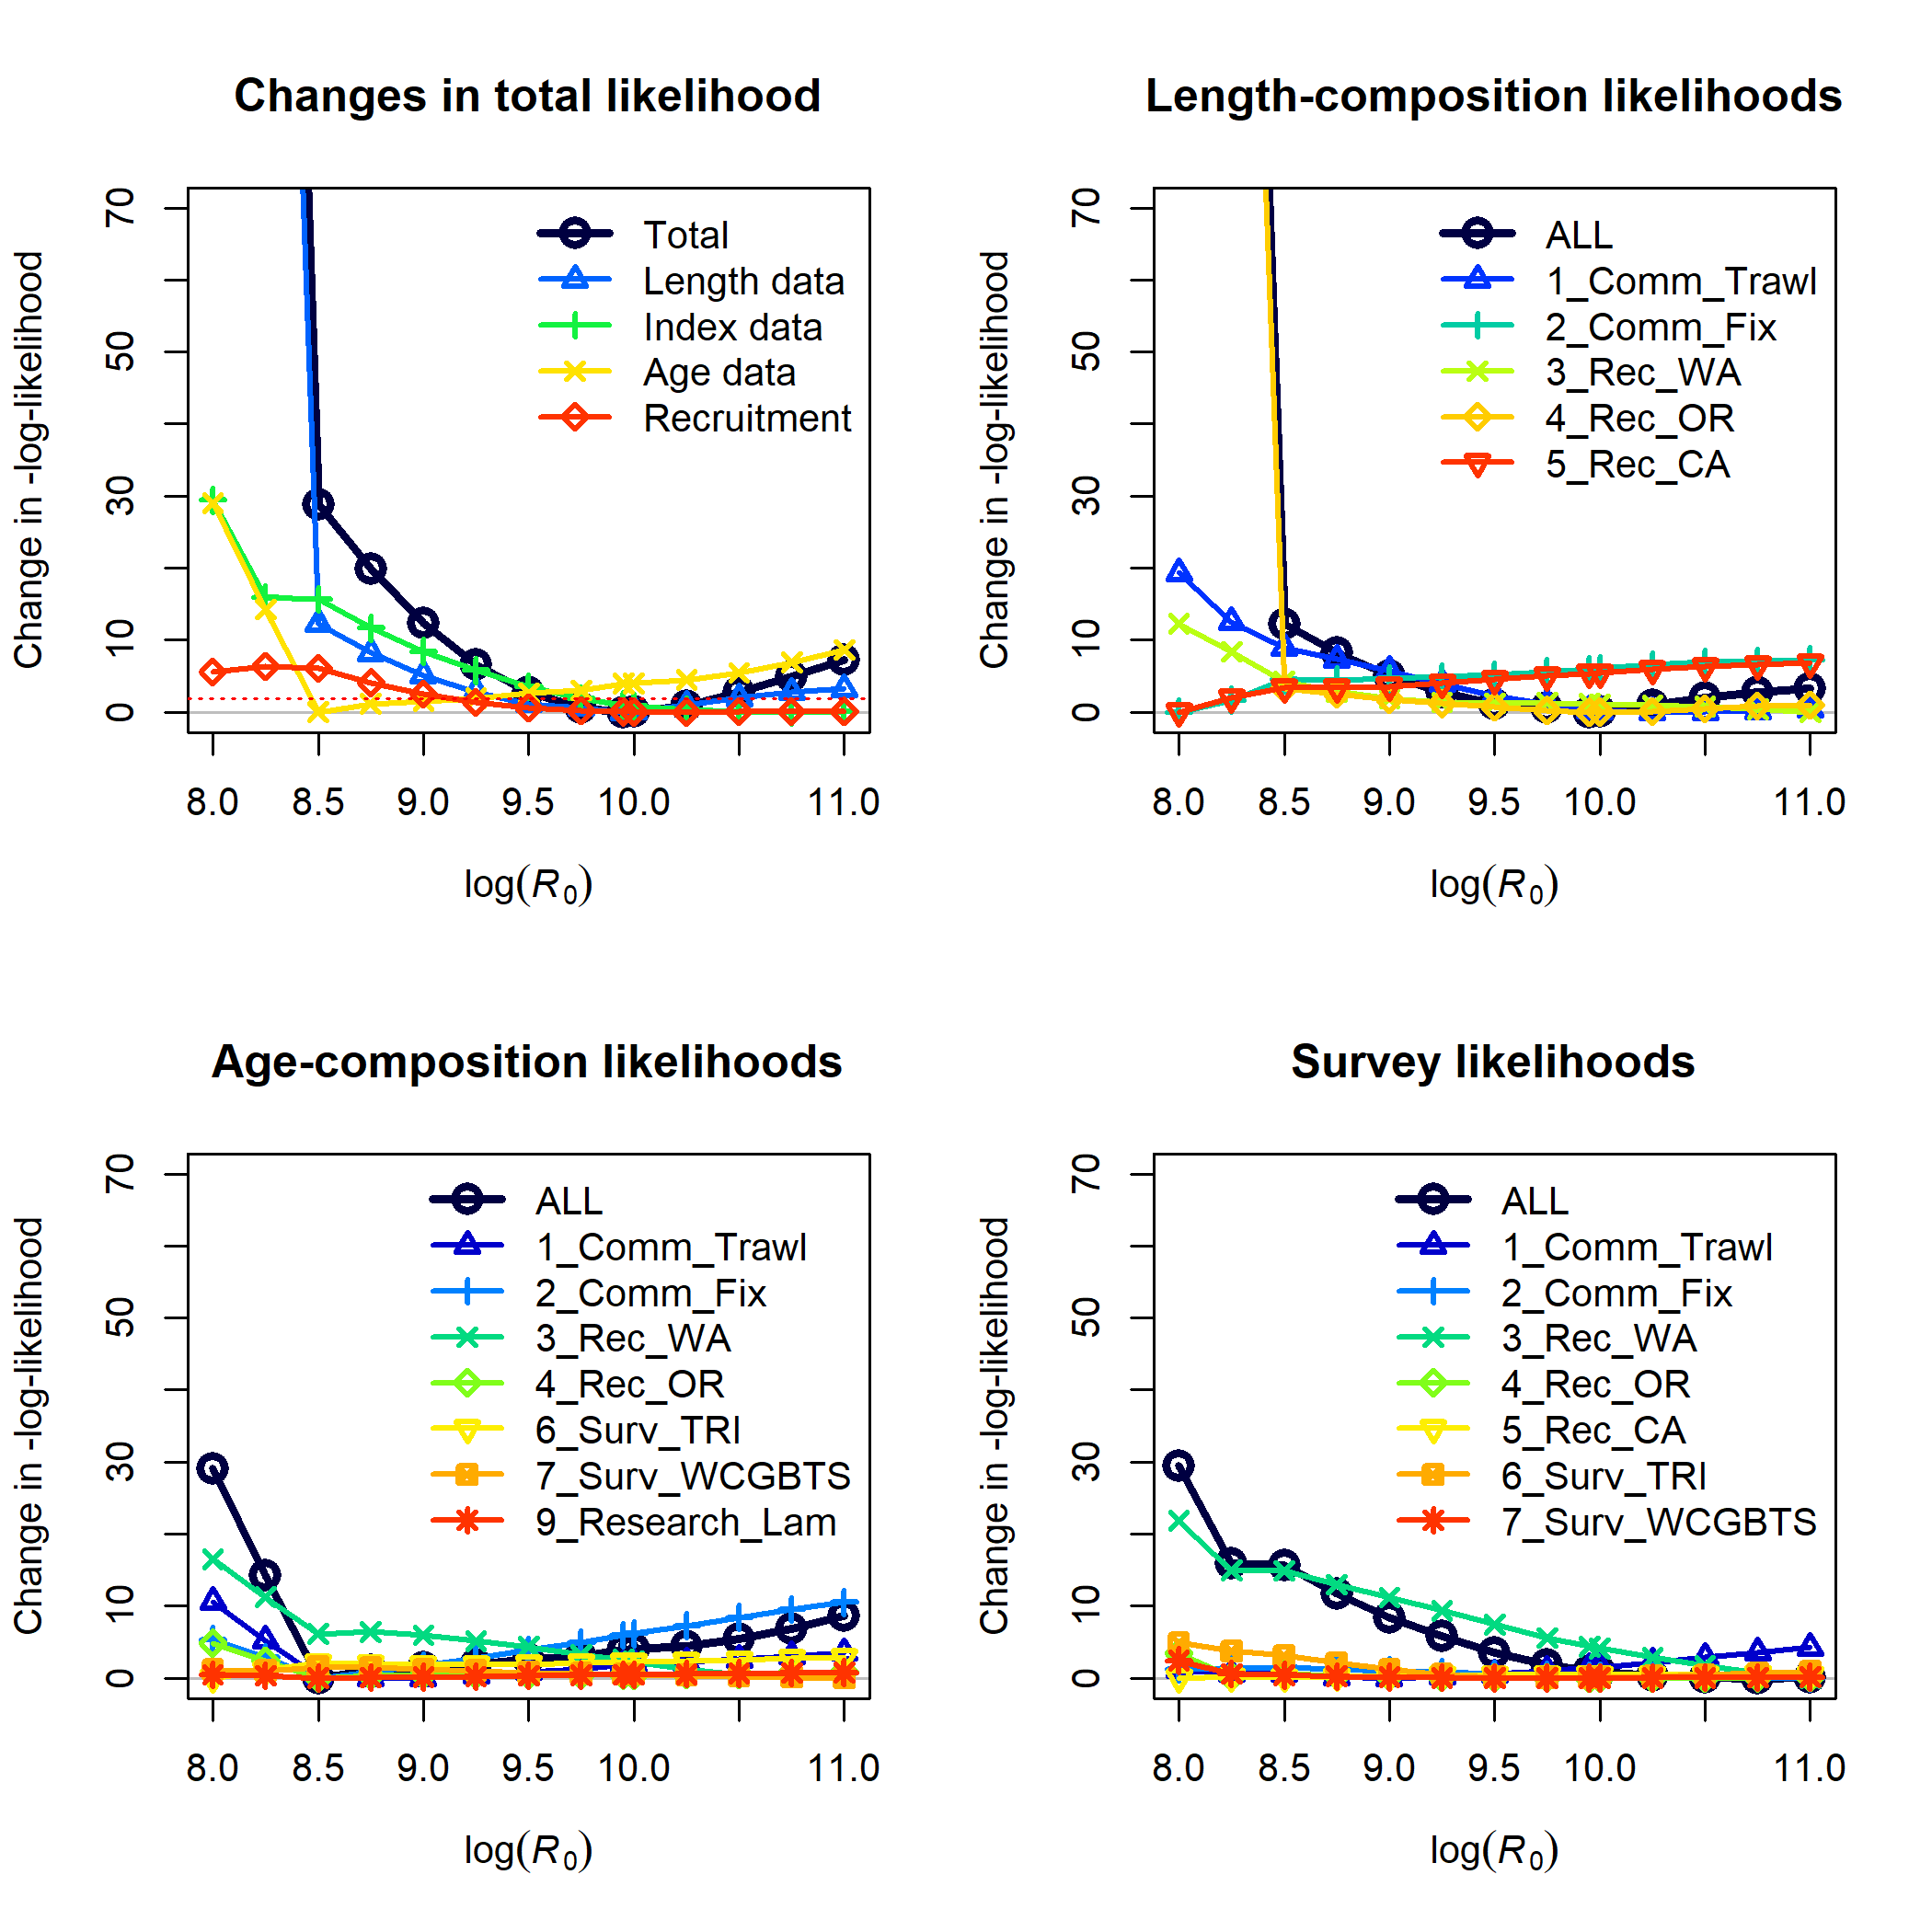 Changes in total likelihood
Change in -log-likelihood
70
50
30
10
0
Total
Length data
Index data
Age data
Recruitment
8.0 8.5 9.0 9.5 10.0 11.0
log(R0)
Length-composition likelihoods
Change in -log-likelihood
70
50
30
10
0
ALL
1_Comm_Trawl
2_Comm_Fix
3_Rec_WA
4_Rec_OR
5_Rec_CA
8.0 8.5 9.0 9.5 10.0 11.0
log(R0)
Age-composition likelihoods
Change in -log-likelihood
70
50
30
10
0
ALL
1_Comm_Trawl
2_Comm_Fix
3_Rec_WA
4_Rec_OR
6_Surv_TRI
7_Surv_WCGBTS
9_Research_Lam
8.0 8.5 9.0 9.5 10.0 11.0
log(R0)
Survey likelihoods
Change in -log-likelihood
70
50
30
10
0
ALL
1_Comm_Trawl
2_Comm_Fix
3_Rec_WA
4_Rec_OR
5_Rec_CA
6_Surv_TRI
7_Surv_WCGBTS
8.0 8.5 9.0 9.5 10.0 11.0
log(R0)